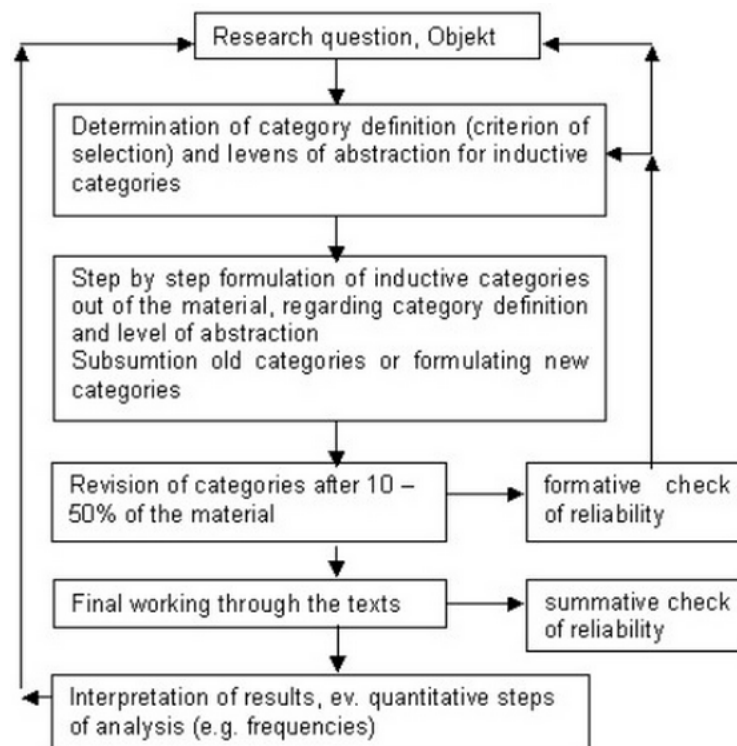 Research question, Objekt
Determination of category definition (criterion of
selection) and levens of abstraction for inductive
categories
Step by step formulation of inductive categories
out of the material, regarding category definition
and level of abstraction
Subsumtion old categories or formulating new
categories
Revision of categories after 10 –
50% of the material
formative check
of reliability
Final working through the texts
summative check
of reliability
Interpretation of results, ev. quantitative steps
of analysis (e.g. frequencies)